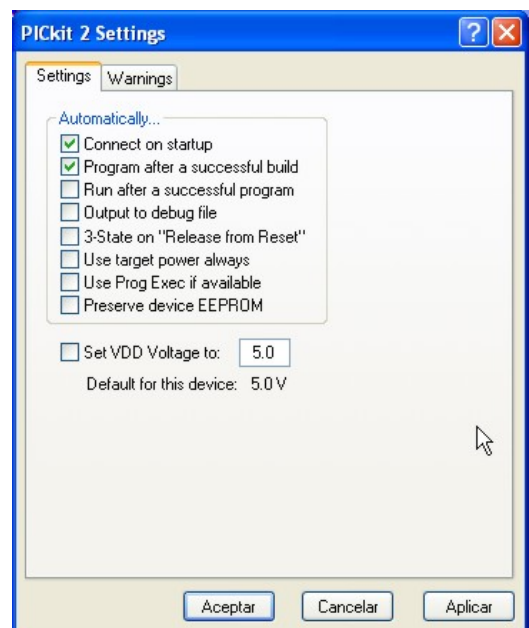 PICkit 2 Settings
Settings Warnings
Automatically...
Connect on startup
Program after a successful build
Run after a successful program
Output to debug file
3-State on "Release from Reset"
Use target power always
Use Prog Exec if available
Preserve device EEPROM
Set VDD Voltage to: 5.0
Default for this device: 5.0 V
Aceptar Cancelar Aplicar